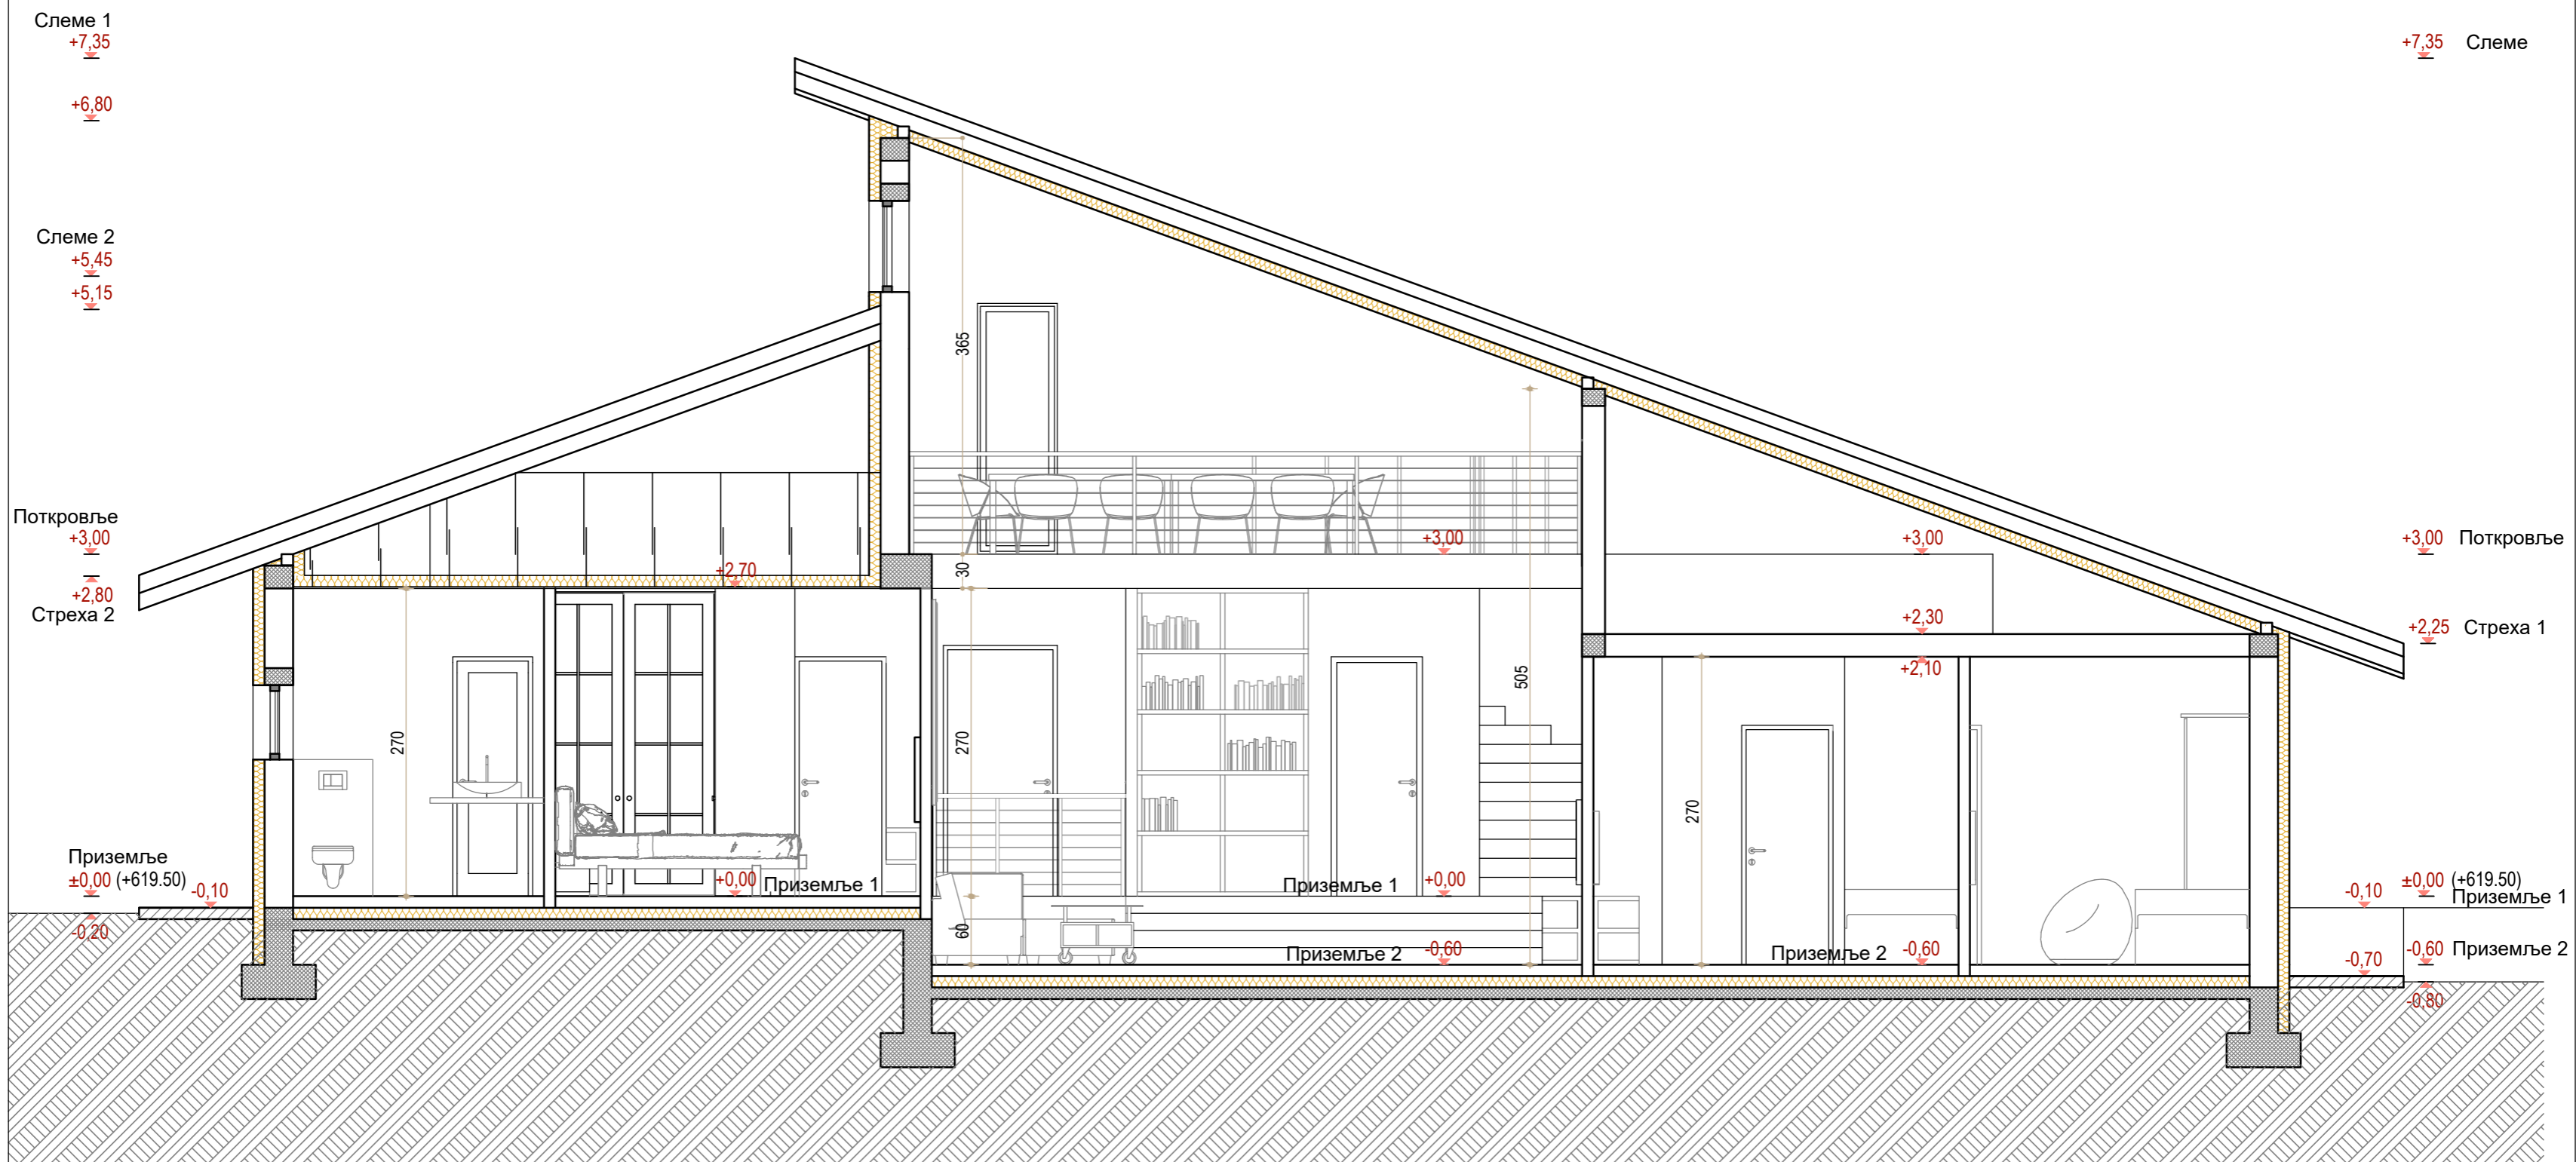 Слеме 1
+7,35
+7,35 Слеме
+6,80
Слеме 2
+5,45
+5,15
365
Поткровље
+3,00
+3,00
+3,00
+3,00 Поткровље
+2,70
30
+2,80
Стреха 2
+2,30
+2,25 Стреха 1
+2,10
505
270
270
270
Приземље
±0,00 (+619.50)
-0,10
+0,00 Приземље 1
Приземље 1 +0,00
-0,10
±0,00 (+619.50)
Приземље 1
-0,20
60
Приземље 2 -0,60
Приземље 2 -0,60
-0,60 Приземље 2
-0,70
-0,80